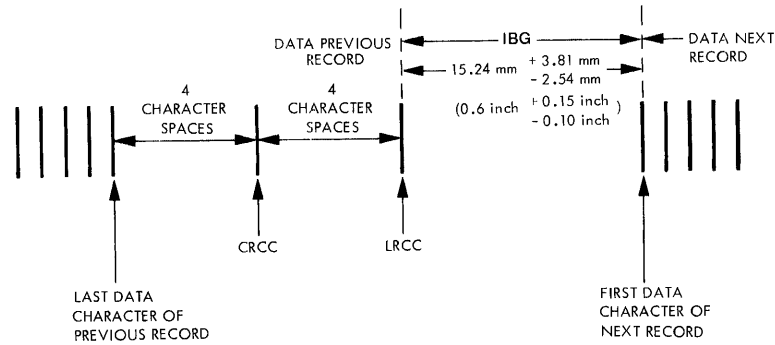 DATA PREVIOUS
RECORD
IBG
DATA NEXT
RECORD
15.24 mm + 3.81 mm
- 2.54 mm
(0.6 inch + 0.15 inch )
- 0.10 inch
4
CHARACTER
SPACES
4
CHARACTER
SPACES
CRCC
LRCC
LAST DATA
CHARACTER OF
PREVIOUS RECORD
FIRST DATA
CHARACTER OF
NEXT RECORD